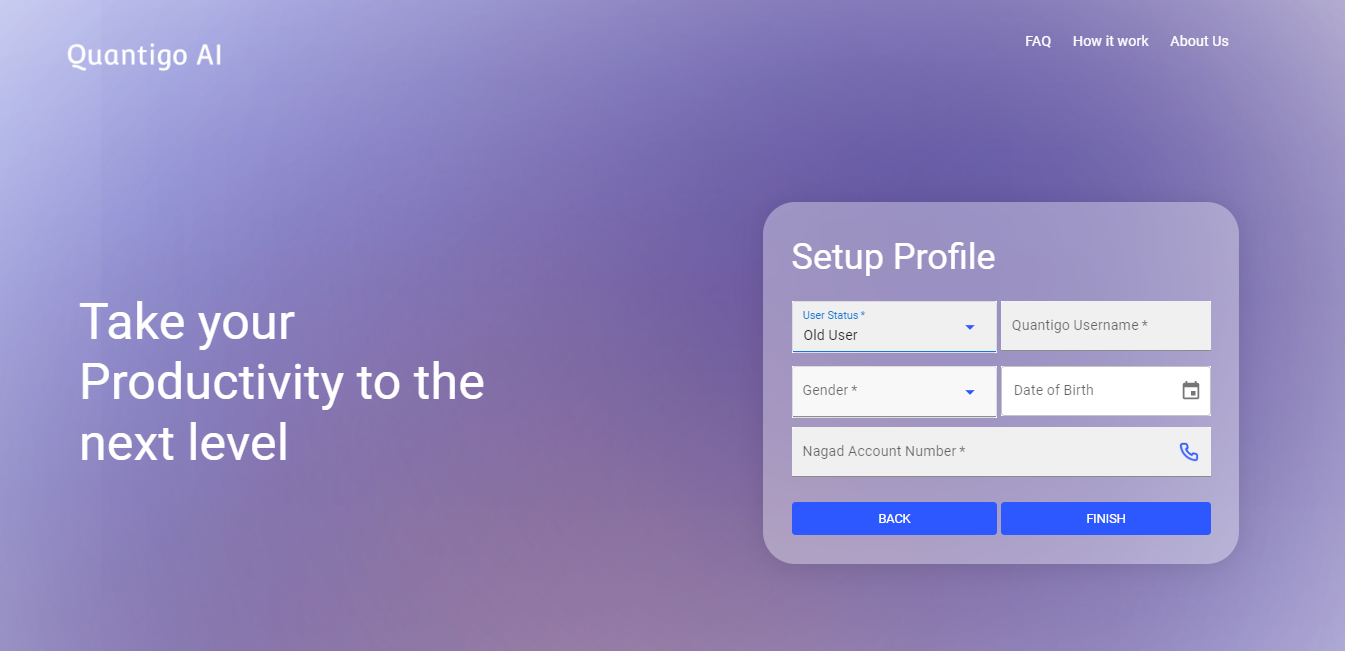 Quantigo AI
FAQ
How it work
About Us
Take your
Productivity to the
next level
Setup Profile
User Status *
Old User
Quantigo Username *
Gender *
Date of Birth
Nagad Account Number *
BACK
FINISH